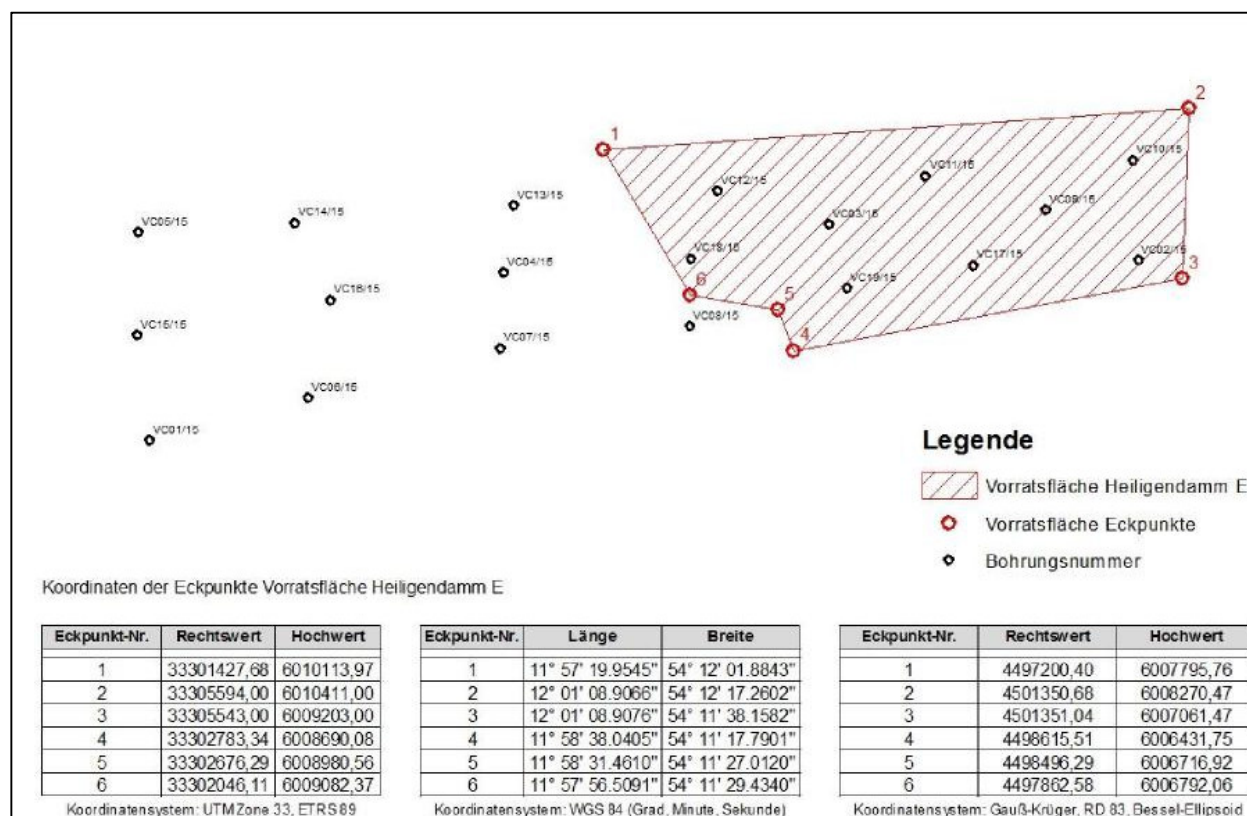 2
1
VC10/15
VC11/15
VC12/15
VC13/15
VC09/15
VC14/15
VC03/15
VC05/15
VC18/15
VC02/15
VC17/15
VC04/15
3
VC19/15
6
VC16/15
5
VC08/15
VC15/15
4
VC07/15
VC06/15
VC01/15
Legende
Vorratsfläche Heiligendamm E
Vorratsfläche Eckpunkte
Bohrungsnummer
Koordinaten der Eckpunkte Vorratsfläche Heiligendamm E
Eckpunkt-Nr. Rechtswert Hochwert
1 33301427,68 6010113,97
2 33305594,00 6010411,00
3 33305543,00 6009203,00
4 33302783,34 6008690,08
5 33302676,29 6008980,56
6 33302046,11 6009082,37
Koordinatensystem: UTM Zone 33, ETRS 89
Eckpunkt-Nr. Länge Breite
1 11° 57' 19.9545" 54° 12' 01.8843"
2 12° 01' 08.9066" 54° 12' 17.2602"
3 12° 01' 08.9076" 54° 11' 38.1582"
4 11° 58' 38.0405" 54° 11' 17.7901"
5 11° 58' 31.4610" 54° 11' 27.0120"
6 11° 57' 56.5091" 54° 11' 29.4340"
Koordinatensystem: WGS 84 (Grad, Minute, Sekunde)
Eckpunkt-Nr. Rechtswert Hochwert
1 4497200,40 6007795,76
2 4501350,68 6008270,47
3 4501351,04 6007061,47
4 4498615,51 6006431,75
5 4498496,29 6006716,92
6 4497862,58 6006792,06
Koordinatensystem: Gauß-Krüger, RD 83, Bessel-Ellipsoid